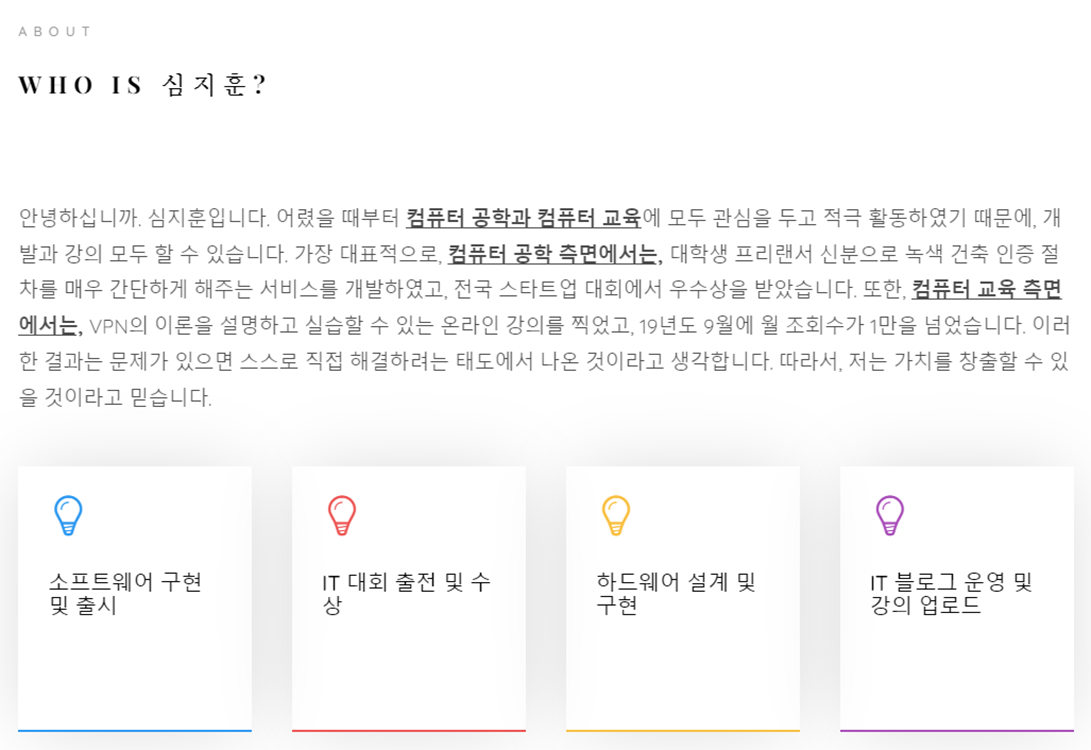 ABOUT
WHO IS 심지훈?
안녕하십니까. 심지훈입니다. 어렸을 때부터 컴퓨터 공학과 컴퓨터 교육에 모두 관심을 두고 적극 활동하였기 때문에, 개
발과 강의 모두 할 수 있습니다. 가장 대표적으로, 컴퓨터 공학 측면에서는, 대학생 프리랜서 신분으로 녹색 건축 인증 절
차를 매우 간단하게 해주는 서비스를 개발하였고, 전국 스타트업 대회에서 우수상을 받았습니다. 또한, 컴퓨터 교육 측면
에서는, VPN의 이론을 설명하고 실습할 수 있는 온라인 강의를 찍었고, 19년도 9월에 월 조회수가 1만을 넘었습니다. 이러
한 결과는 문제가 있으면 스스로 직접 해결하려는 태도에서 나온 것이라고 생각합니다. 따라서, 저는 가치를 창출할 수 있
을 것이라고 믿습니다.
소프트웨어 구현
및 출시
IT 대회 출전 및 수
상
하드웨어 설계 및
구현
IT 블로그 운영 및
강의 업로드